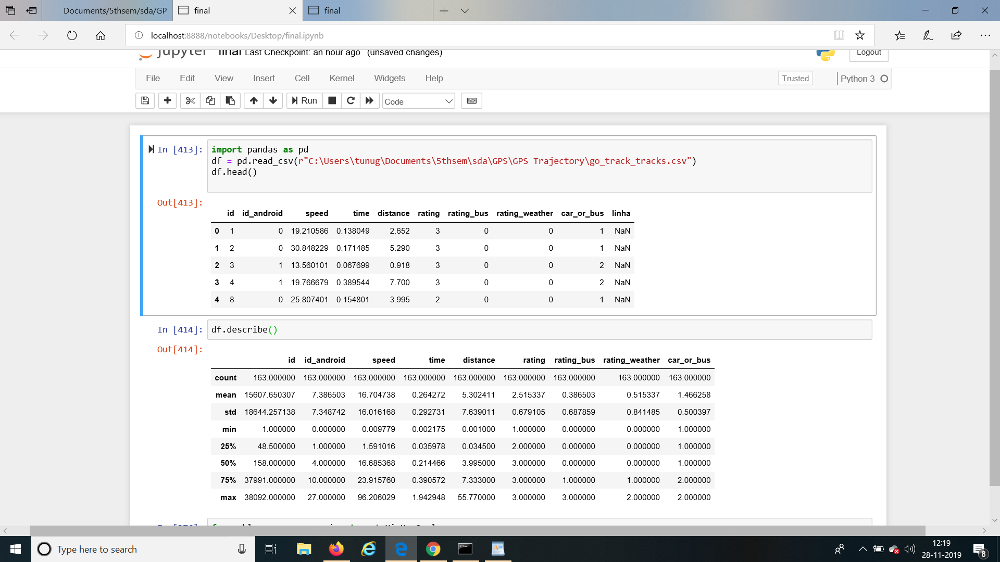 Documents/5thsem/sda/GP
final
final
localhost:8888/notebooks/Desktop/final.ipynb
jupyter final Last Checkpoint: an hour ago (unsaved changes)
Logout
File Edit View Insert Cell Kernel Widgets Help
Trusted
Python 3
Run
Code
In [413]:
import pandas as pd
df = pd.read_csv(r"C:\Users\tunug\Documents\5thsem\sda\GPS\GPS Trajectory\go_track_tracks.csv")
df.head()
Out[413]:
id id_android speed time distance rating rating_bus rating_weather car_or_bus linha
0 1 0 19.210586 0.138049 2.652 3 0 0 1 NaN
1 2 0 30.848229 0.171485 5.290 3 0 0 1 NaN
2 3 1 13.560101 0.067699 0.918 3 0 0 2 NaN
3 4 1 19.766679 0.389544 7.700 3 0 0 2 NaN
4 8 0 25.807401 0.154801 3.995 2 0 0 1 NaN
In [414]:
df.describe()
Out[414]:
id id_android speed time distance rating rating_bus rating_weather car_or_bus
count 163.000000 163.000000 163.000000 163.000000 163.000000 163.000000 163.000000 163.000000 163.000000
mean 15607.650307 7.386503 16.704738 0.264272 5.302411 2.515337 0.386503 0.515337 1.466258
std 18644.257138 7.348742 16.016168 0.292731 7.639011 0.679105 0.687859 0.841485 0.500397
min 1.000000 0.000000 0.009779 0.002175 0.001000 1.000000 0.000000 0.000000 1.000000
25% 48.500000 1.000000 1.591016 0.035978 0.034500 2.000000 0.000000 0.000000 1.000000
50% 158.000000 4.000000 16.685368 0.214466 3.995000 3.000000 0.000000 0.000000 1.000000
75% 37991.000000 10.000000 23.915760 0.390572 7.333000 3.000000 1.000000 1.000000 2.000000
max 38092.000000 27.000000 96.206029 1.942948 55.770000 3.000000 3.000000 2.000000 2.000000
Type here to search
12:19
28-11-2019
8